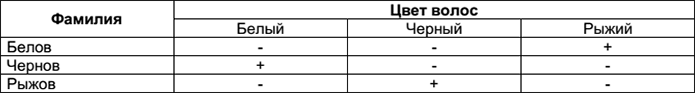 Фамилия Цвет волос
Белый Черный Рыжий
Белов - - +
Чернов + - -
Рыжов - + -